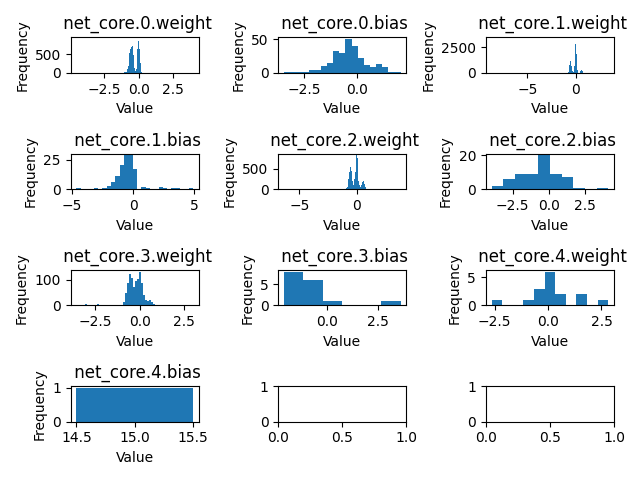 net_core.0.weight
net_core.0.bias
net_core.1.weight
Frequency
500
0
−2.5
0.0
2.5
Value
Frequency
50
0
−2.5
0.0
Value
Frequency
2500
0
−5
0
Value
net_core.1.bias
net_core.2.weight
net_core.2.bias
Frequency
25
0
−5
0
5
Value
Frequency
500
0
−5
0
Value
Frequency
20
0
−2.5
0.0
2.5
Value
net_core.3.weight
net_core.3.bias
net_core.4.weight
Frequency
100
0
−2.5
0.0
2.5
Value
Frequency
5
0
0.0
2.5
Value
Frequency
5
0
−2.5
0.0
2.5
Value
net_core.4.bias
Frequency
1
0
14.5
15.0
15.5
Value
1
0
0.0
0.5
1.0
1
0
0.0
0.5
1.0